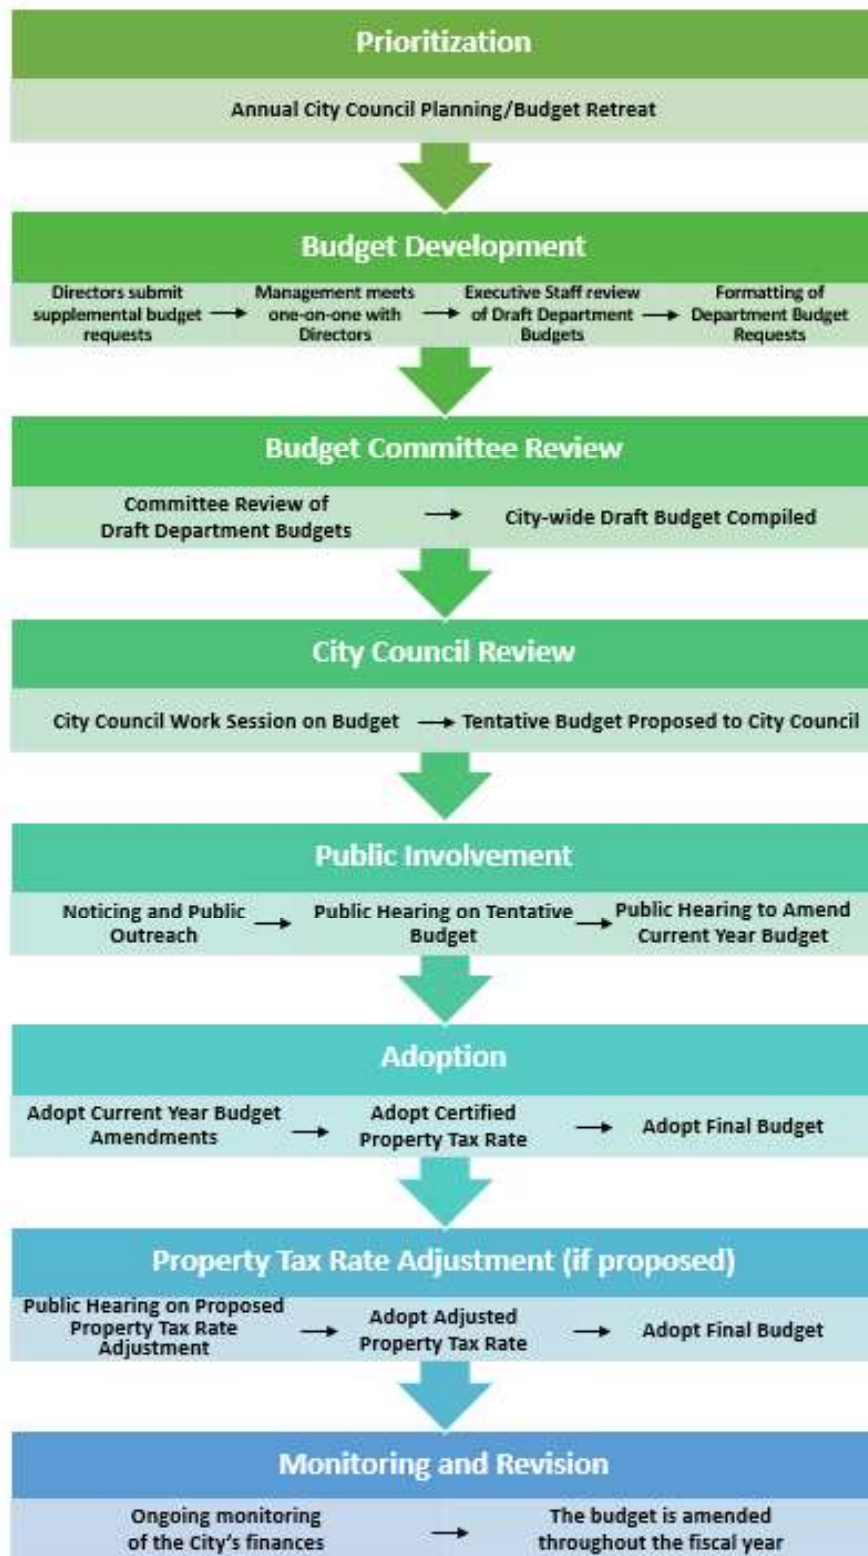 Prioritization
Annual City Council Planning/Budget Retreat
Budget Development
Directors submit
supplemental budget
requests
Management meets
one-on-one with
Directors
Executive Staff review
of Draft Department
Budgets
Formatting of
Department Budget
Requests
Budget Committee Review
Committee Review of
Draft Department Budgets
City-wide Draft Budget Compiled
City Council Review
City Council Work Session on Budget
Tentative Budget Proposed to City Council
Public Involvement
Noticing and Public
Outreach
Public Hearing on Tentative
Budget
Public Hearing to Amend
Current Year Budget
Adoption
Adopt Current Year Budget
Amendments
Adopt Certified
Property Tax Rate
Adopt Final Budget
Property Tax Rate Adjustment (if proposed)
Public Hearing on Proposed
Property Tax Rate
Adjustment
Adopt Adjusted
Property Tax Rate
Adopt Final Budget
Monitoring and Revision
Ongoing monitoring
of the City's finances
The budget is amended
throughout the fiscal year